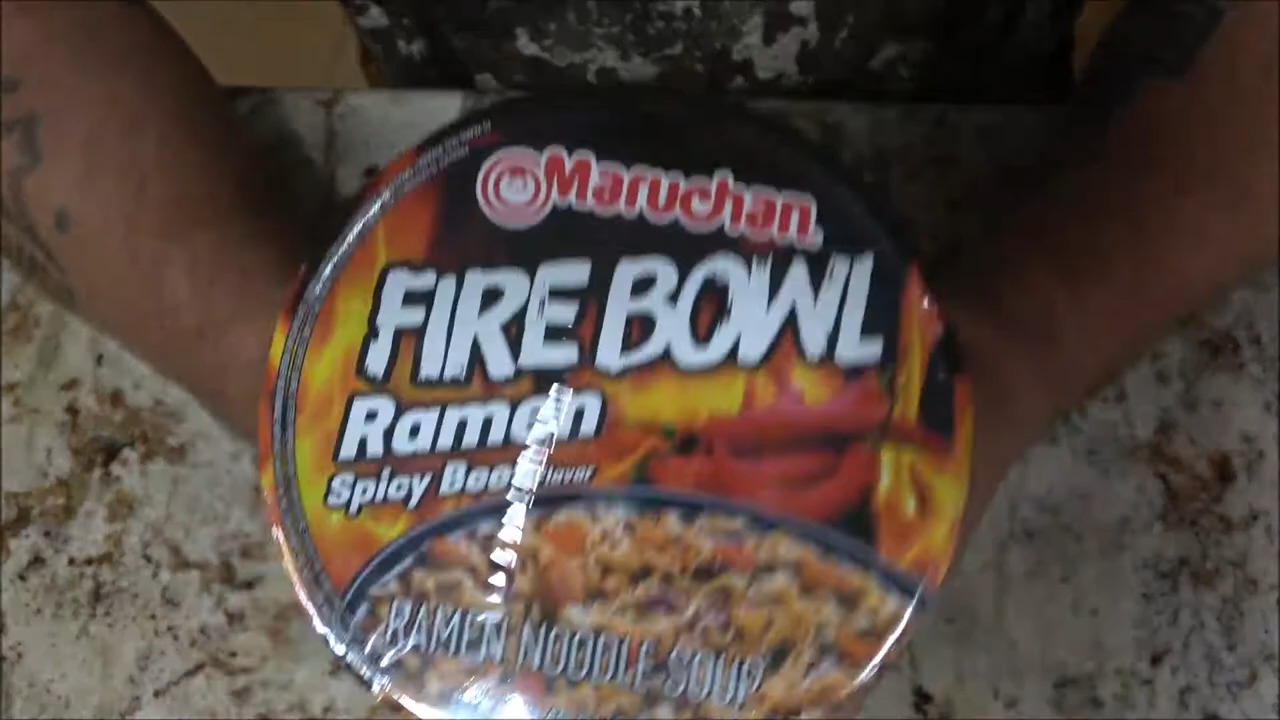 Maruchan
FIRE BOWL
Ramen
Spicy Beef flavor
RAMEN NOODLE SOUP